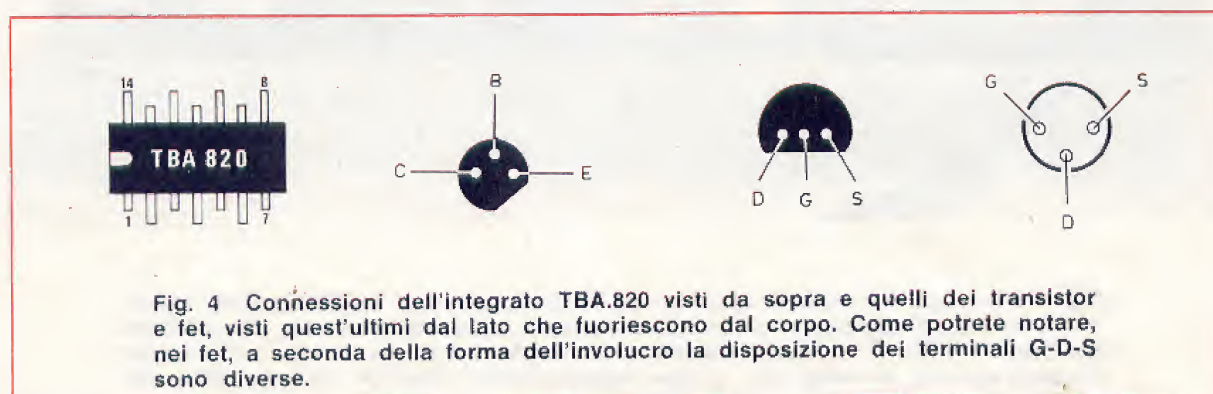 14 8
TBA 820
1 7
B
C E
D G S
G S
D
Fig. 4 Connessioni dell'integrato TBA.820 visti da sopra e quelli dei transistor
e fet, visti quest'ultimi dal lato che fuoriescono dal corpo. Come potrete notare,
nei fet, a seconda della forma dell'involucro la disposizione dei terminali G-D-S
sono diverse.